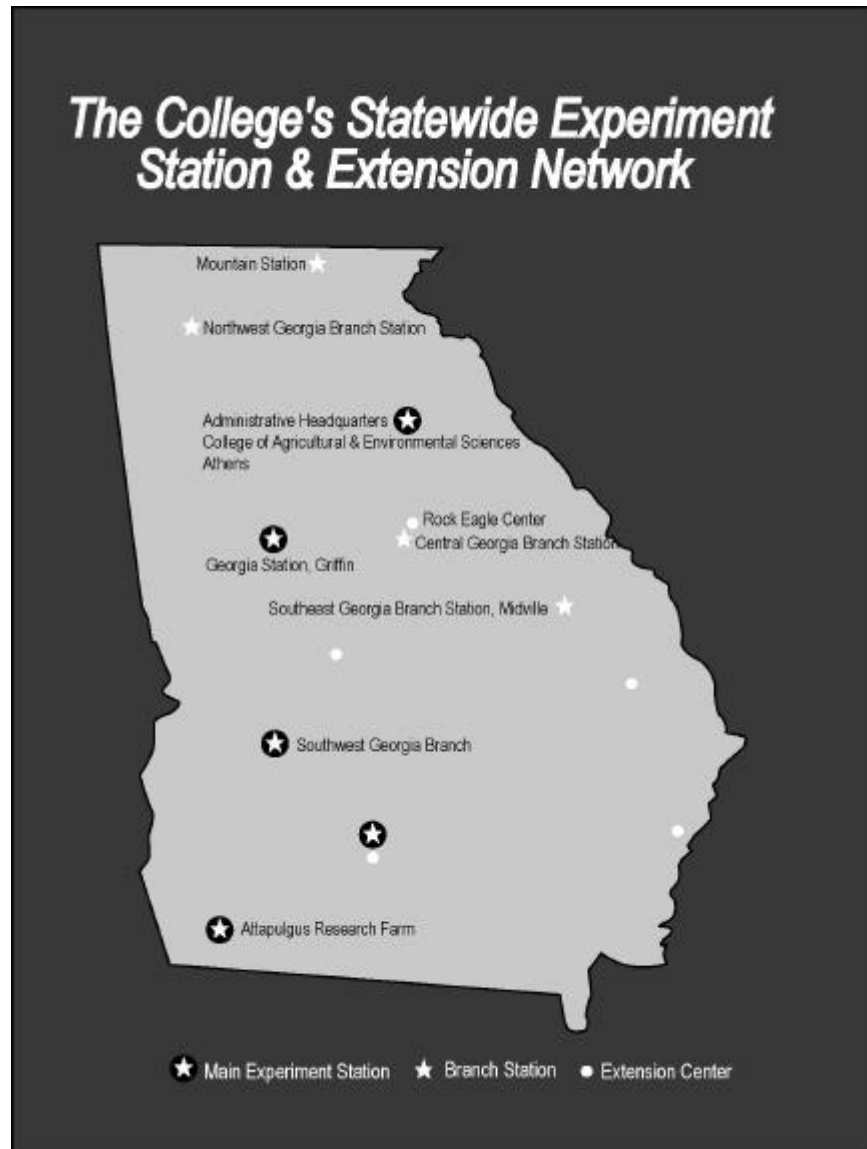 The College's Statewide Experiment
Station & Extension Network
Mountain Station
Northwest Georgia Branch Station
Administrative Headquarters
College of Agricultural & Environmental Sciences
Athens
Rock Eagle Center
Central Georgia Branch Station
Georgia Station, Griffin
Southeest Georgia Branch Station, Midville
Southwest Georgia Branch
Attapulgus Research Farm
Main Experiment Station
Branch Station
Extension Center